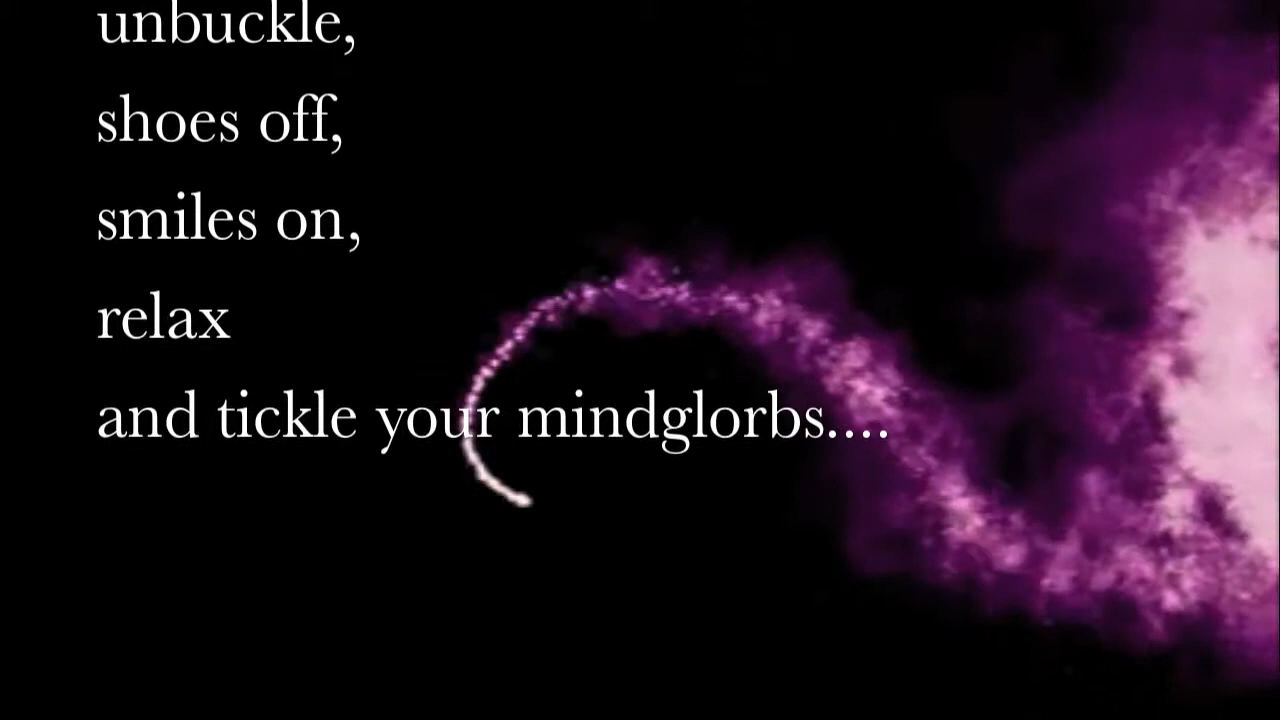 unbuckle,
shoes off,
smiles on,
relax
and tickle your mindglorbs....